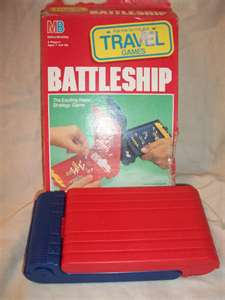 MB
TRAVEL
GAMES
BATTLESHIP
The Exciting Naval
Strategy Game